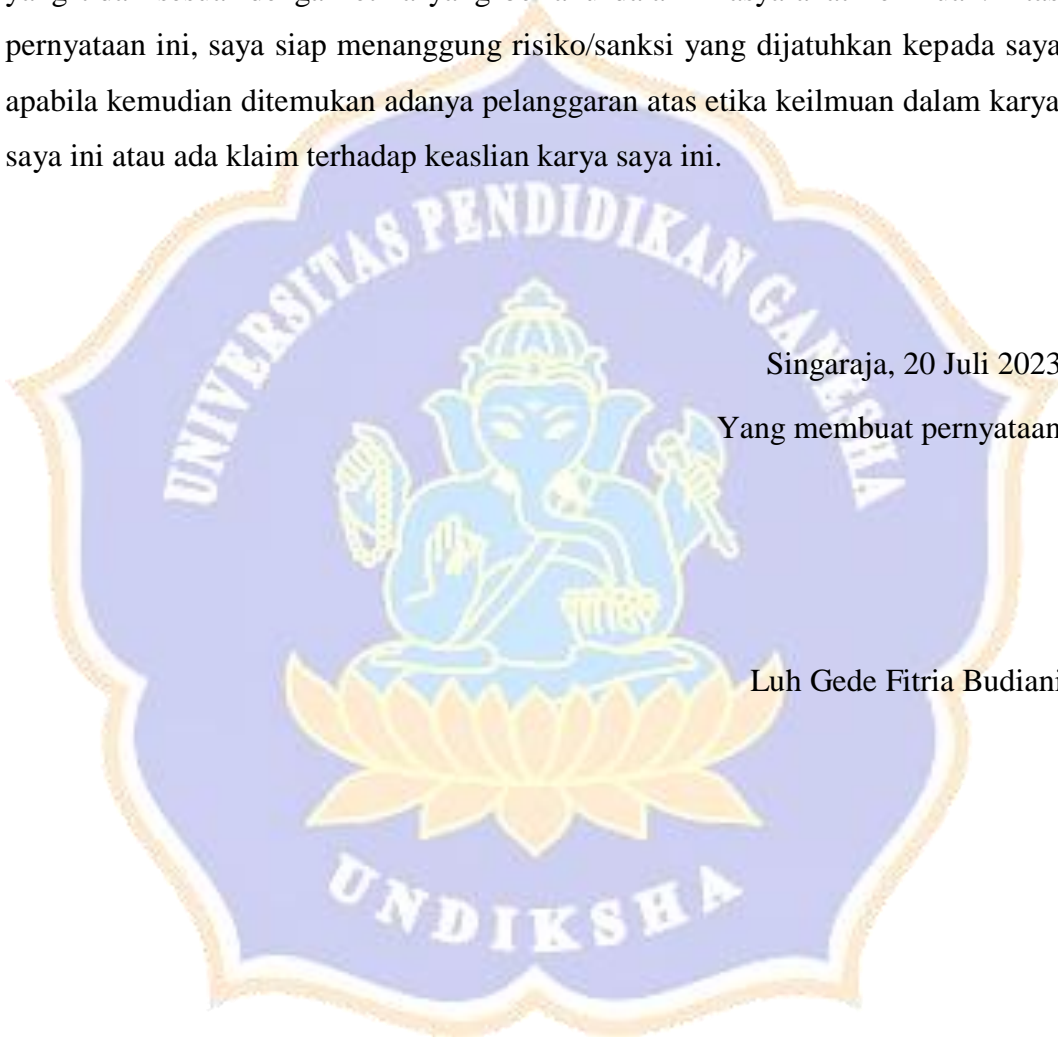 pernyataan ini, saya siap menanggung risiko/sanksi yang dijatuhkan kepada saya
apabila kemudian ditemukan adanya pelanggaran atas etika keilmuan dalam karya
saya ini atau ada klaim terhadap keaslian karya saya ini.
UNIVERSITAS PENDIDIKAN GANESHA
Singaraja, 20 Juli 2023
Yang membuat pernyataan
Luh Gede Fitria Budiani
UNDIKSHA